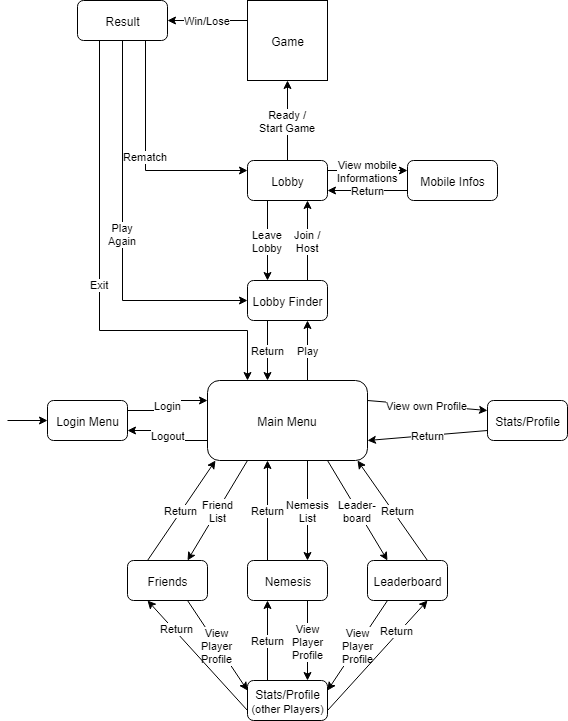 Result
Win/Lose
Game
Ready /
Start Game
Rematch
View mobile
Informations
Return
Lobby
Mobile Infos
Play
Again
Leave
Lobby
Join /
Host
Exit
Lobby Finder
Return
Play
Login Menu
Login
Logout
Main Menu
View own Profile
Return
Stats/Profile
Return
Friend
List
Return
Nemesis
List
Leader-
board
Return
Friends
Nemesis
Leaderboard
Return
View
Player
Profile
Return
View
Player
Profile
View
Player
Profile
Return
Stats/Profile
(other Players)